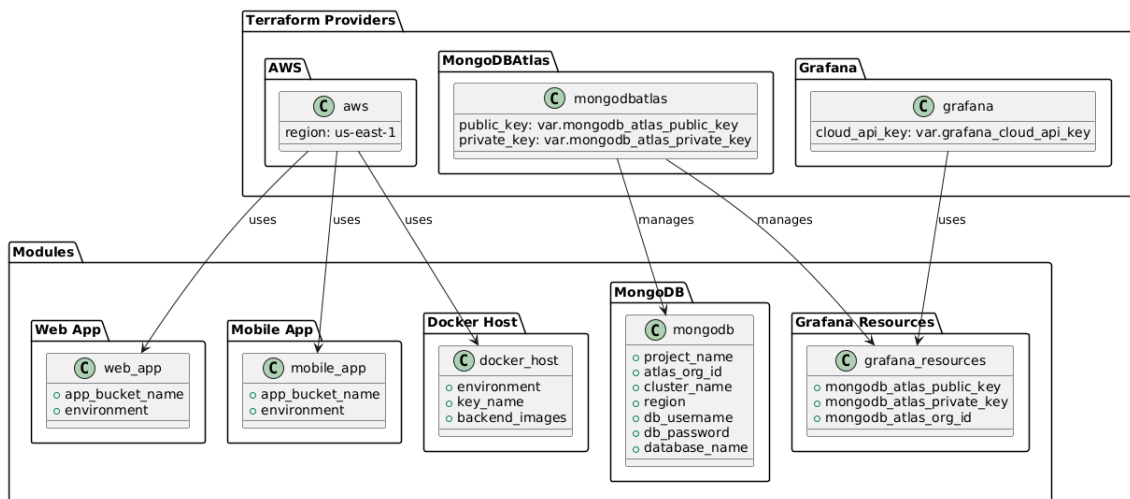 Terraform Providers
AWS
C aws
region: us-east-1
MongoDBAtlas
C mongodbatlas
public_key: var.mongodb_atlas_public_key
private_key: var.mongodb_atlas_private_key
Grafana
C grafana
cloud_api_key: var.grafana_cloud_api_key
uses
uses
uses
manages
manages
uses
Modules
Web App
C web_app
app_bucket_name
environment
Mobile App
C mobile_app
app_bucket_name
environment
Docker Host
C docker_host
environment
key_name
backend_images
MongoDB
C mongodb
project_name
atlas_org_id
cluster_name
region
db_username
db_password
database_name
Grafana Resources
C grafana_resources
mongodb_atlas_public_key
mongodb_atlas_private_key
mongodb_atlas_org_id